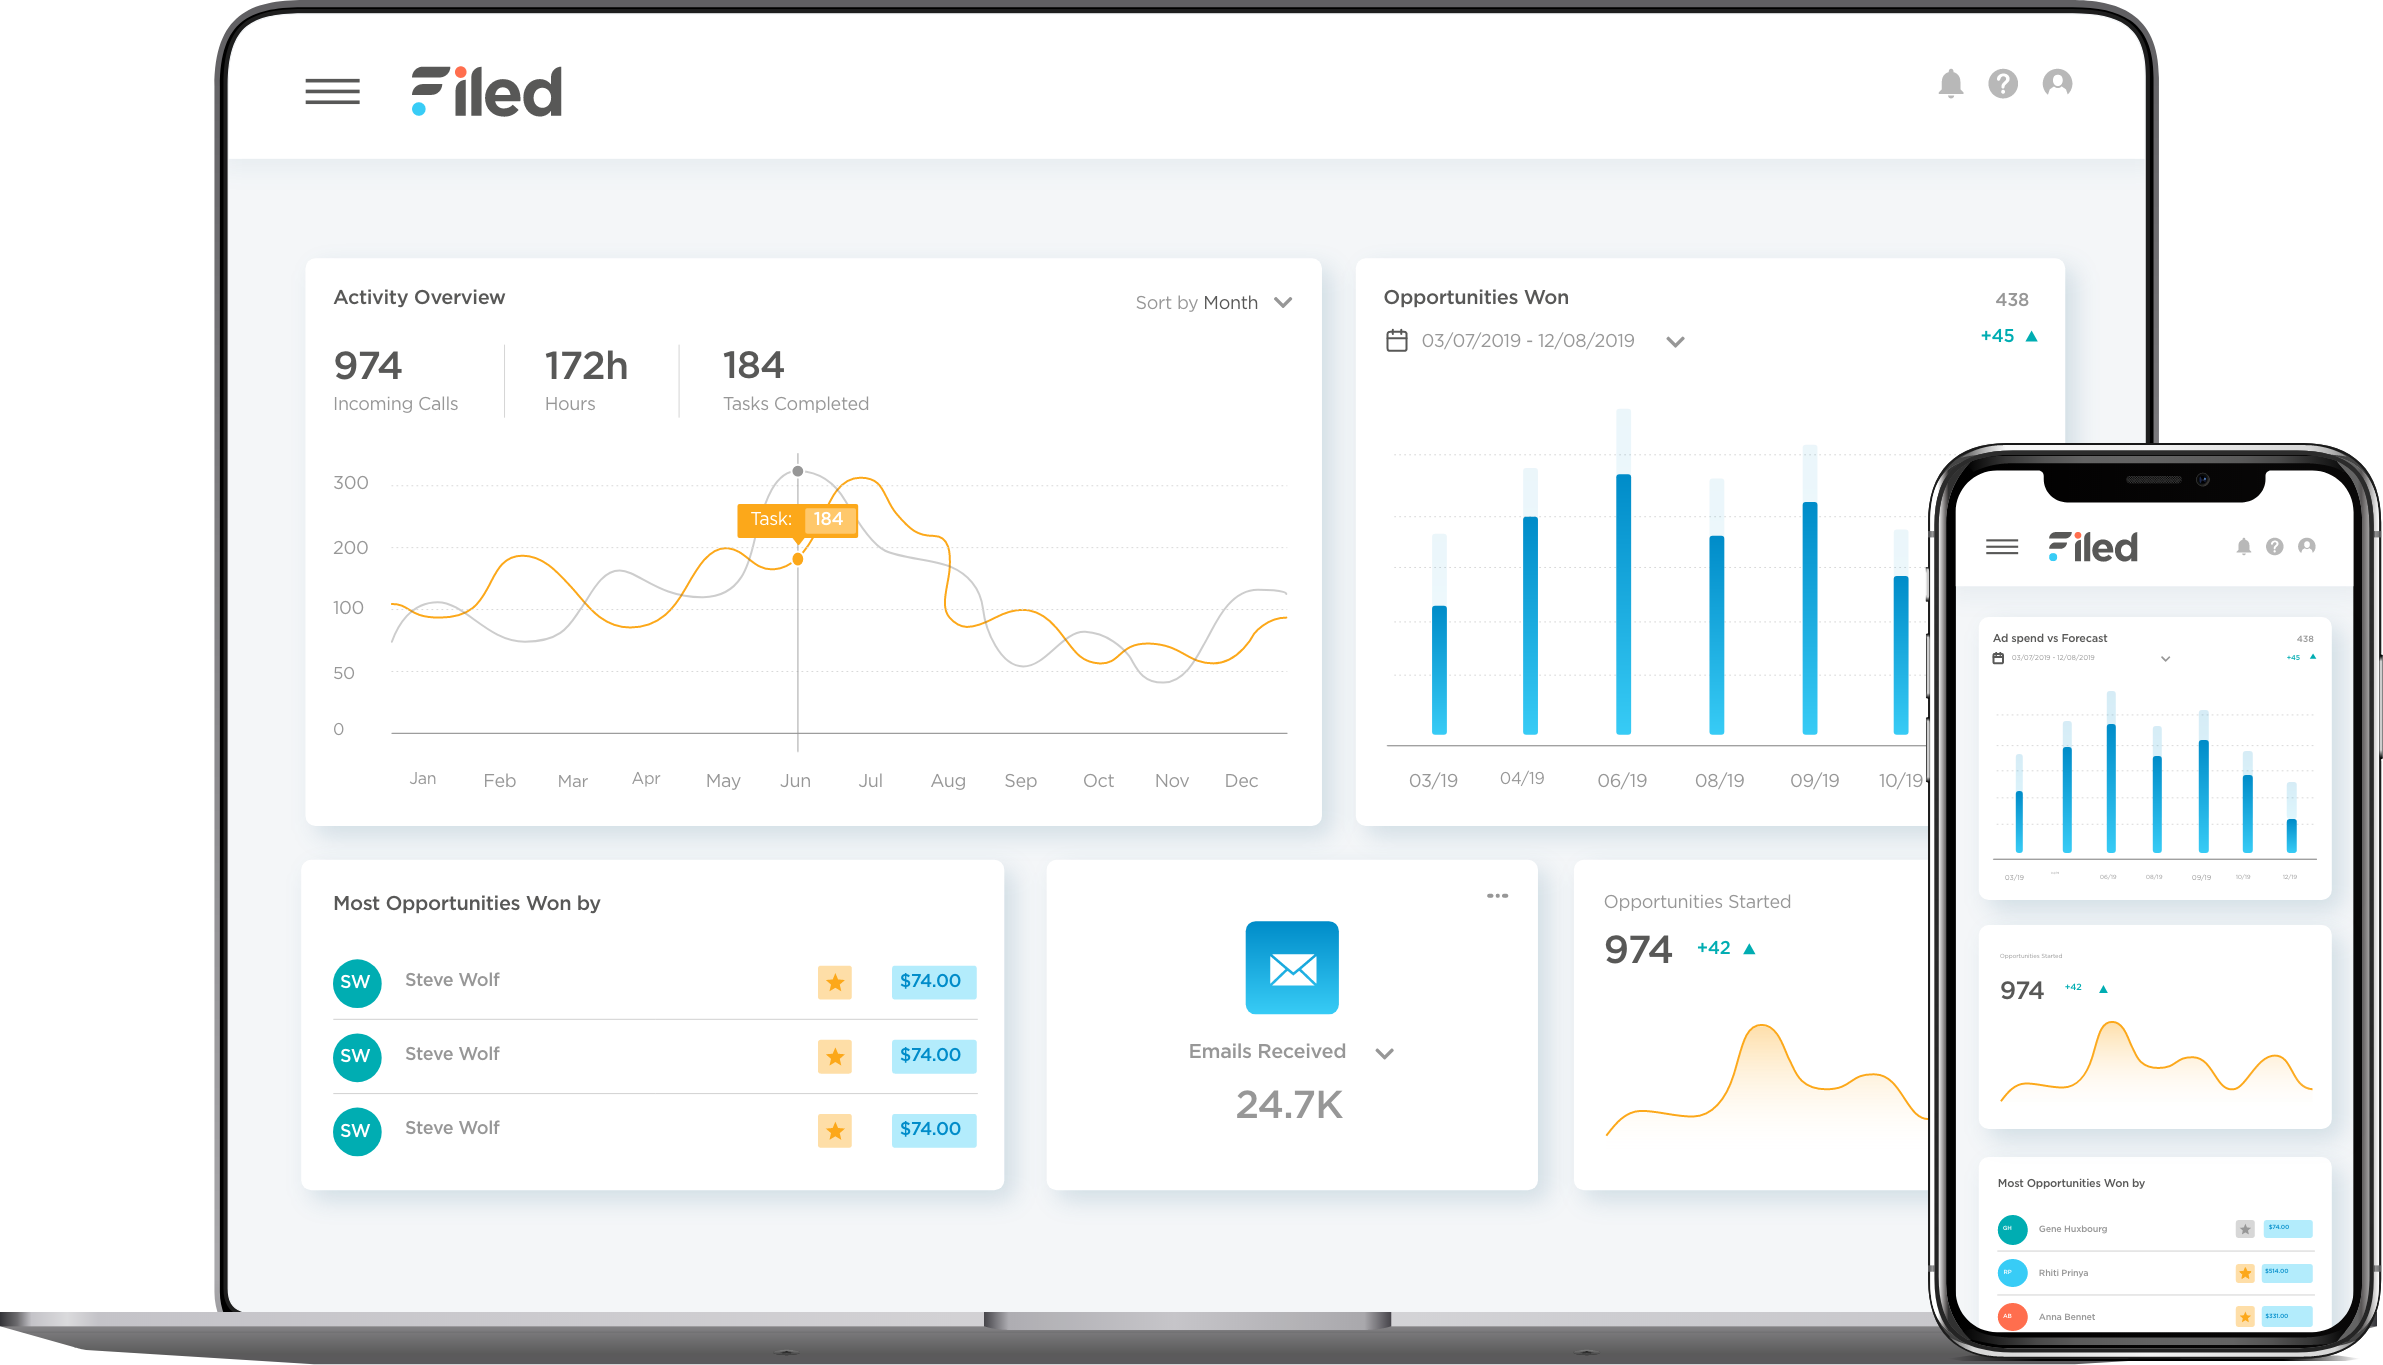 Filed
Activity Overview
Sort by Month
974
Incoming Calls
172h
Hours
184
Tasks Completed
300
200
100
50
0
Task: 184
Jan Feb Mar Apr May Jun Jul Aug Sep Oct Nov Dec
Opportunities Won
438
03/07/2019 - 12/08/2019
+45
03/19 04/19 06/19 08/19 09/19 10/19
Most Opportunities Won by
SW Steve Wolf $74.00
SW Steve Wolf $74.00
SW Steve Wolf $74.00
Emails Received
24.7K
Opportunities Started
974 +42
Filed
Ad spend vs Forecast
438
03/07/2019 - 12/08/2019
+45
03/19 06/19 08/19 09/19 10/19 12/19
Opportunities Started
974 +42
Most Opportunities Won by
GH Gene Huxbourg $74.00
RP Rhiti Prinya $514.00
AB Anna Bennet $331.00